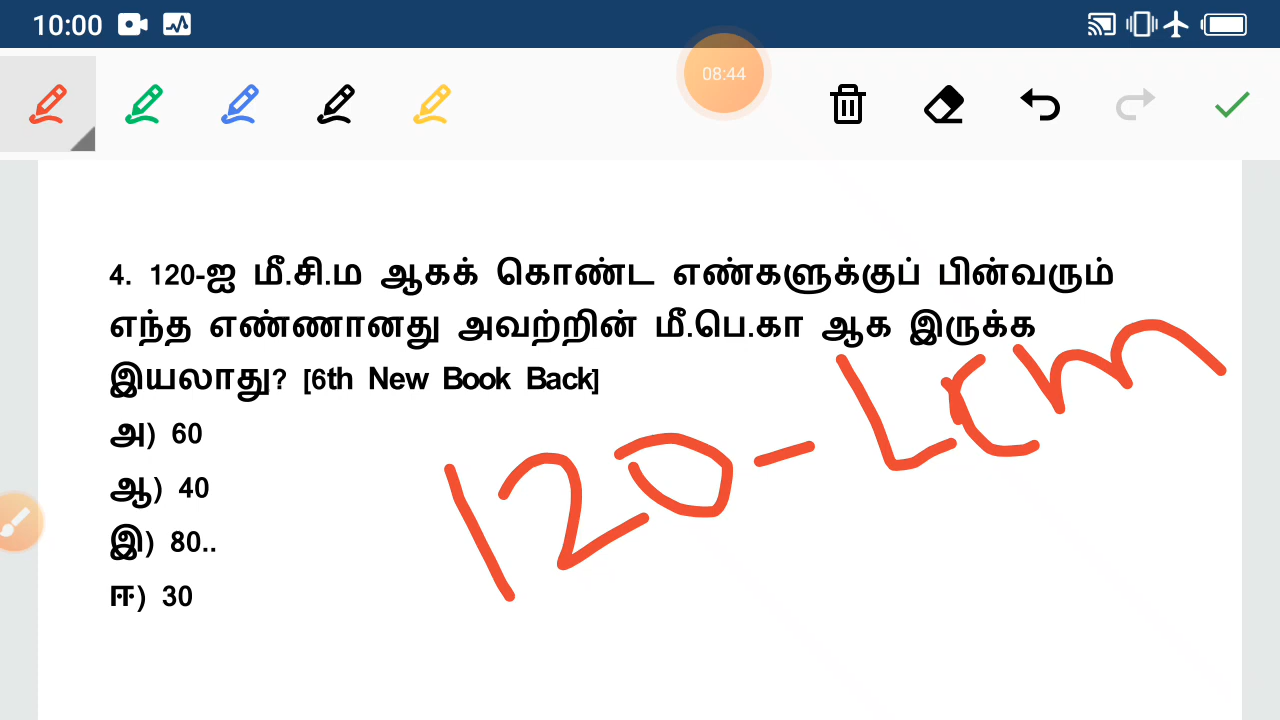 10:00
08:44
4. 120-ஐ மீ.சி.ம ஆகக் கொண்ட எண்களுக்குப் பின்வரும்
எந்த எண்ணானது அவற்றின் மீ.பெ.கா ஆக இருக்க
இயலாது? [6th New Book Back]
அ) 60
ஆ) 40
இ) 80..
ஈ) 30
120 - Lcm